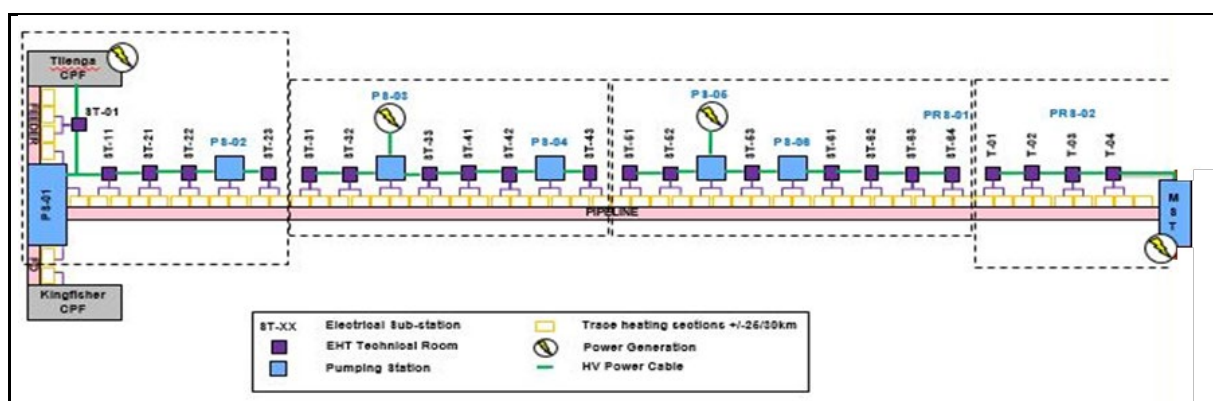 Tilenga
CPF
FEEDER
ST-01
ST-11
ST-21
ST-22
PS-02
ST-23
ST-31
ST-32
PS-03
ST-33
ST-41
ST-42
PS-04
ST-43
ST-51
ST-52
PS-05
ST-53
PS-06
ST-61
ST-62
ST-63
ST-64
PRS-01
PRS-02
T-01
T-02
T-03
T-04
PS-01
PIPELINE
MST
Kingfisher
CPF
ST-XX Electrical Sub-station
EHT Technical Room
Pumping Station
Trace heating sections +/-25/30km
Power Generation
HV Power Cable